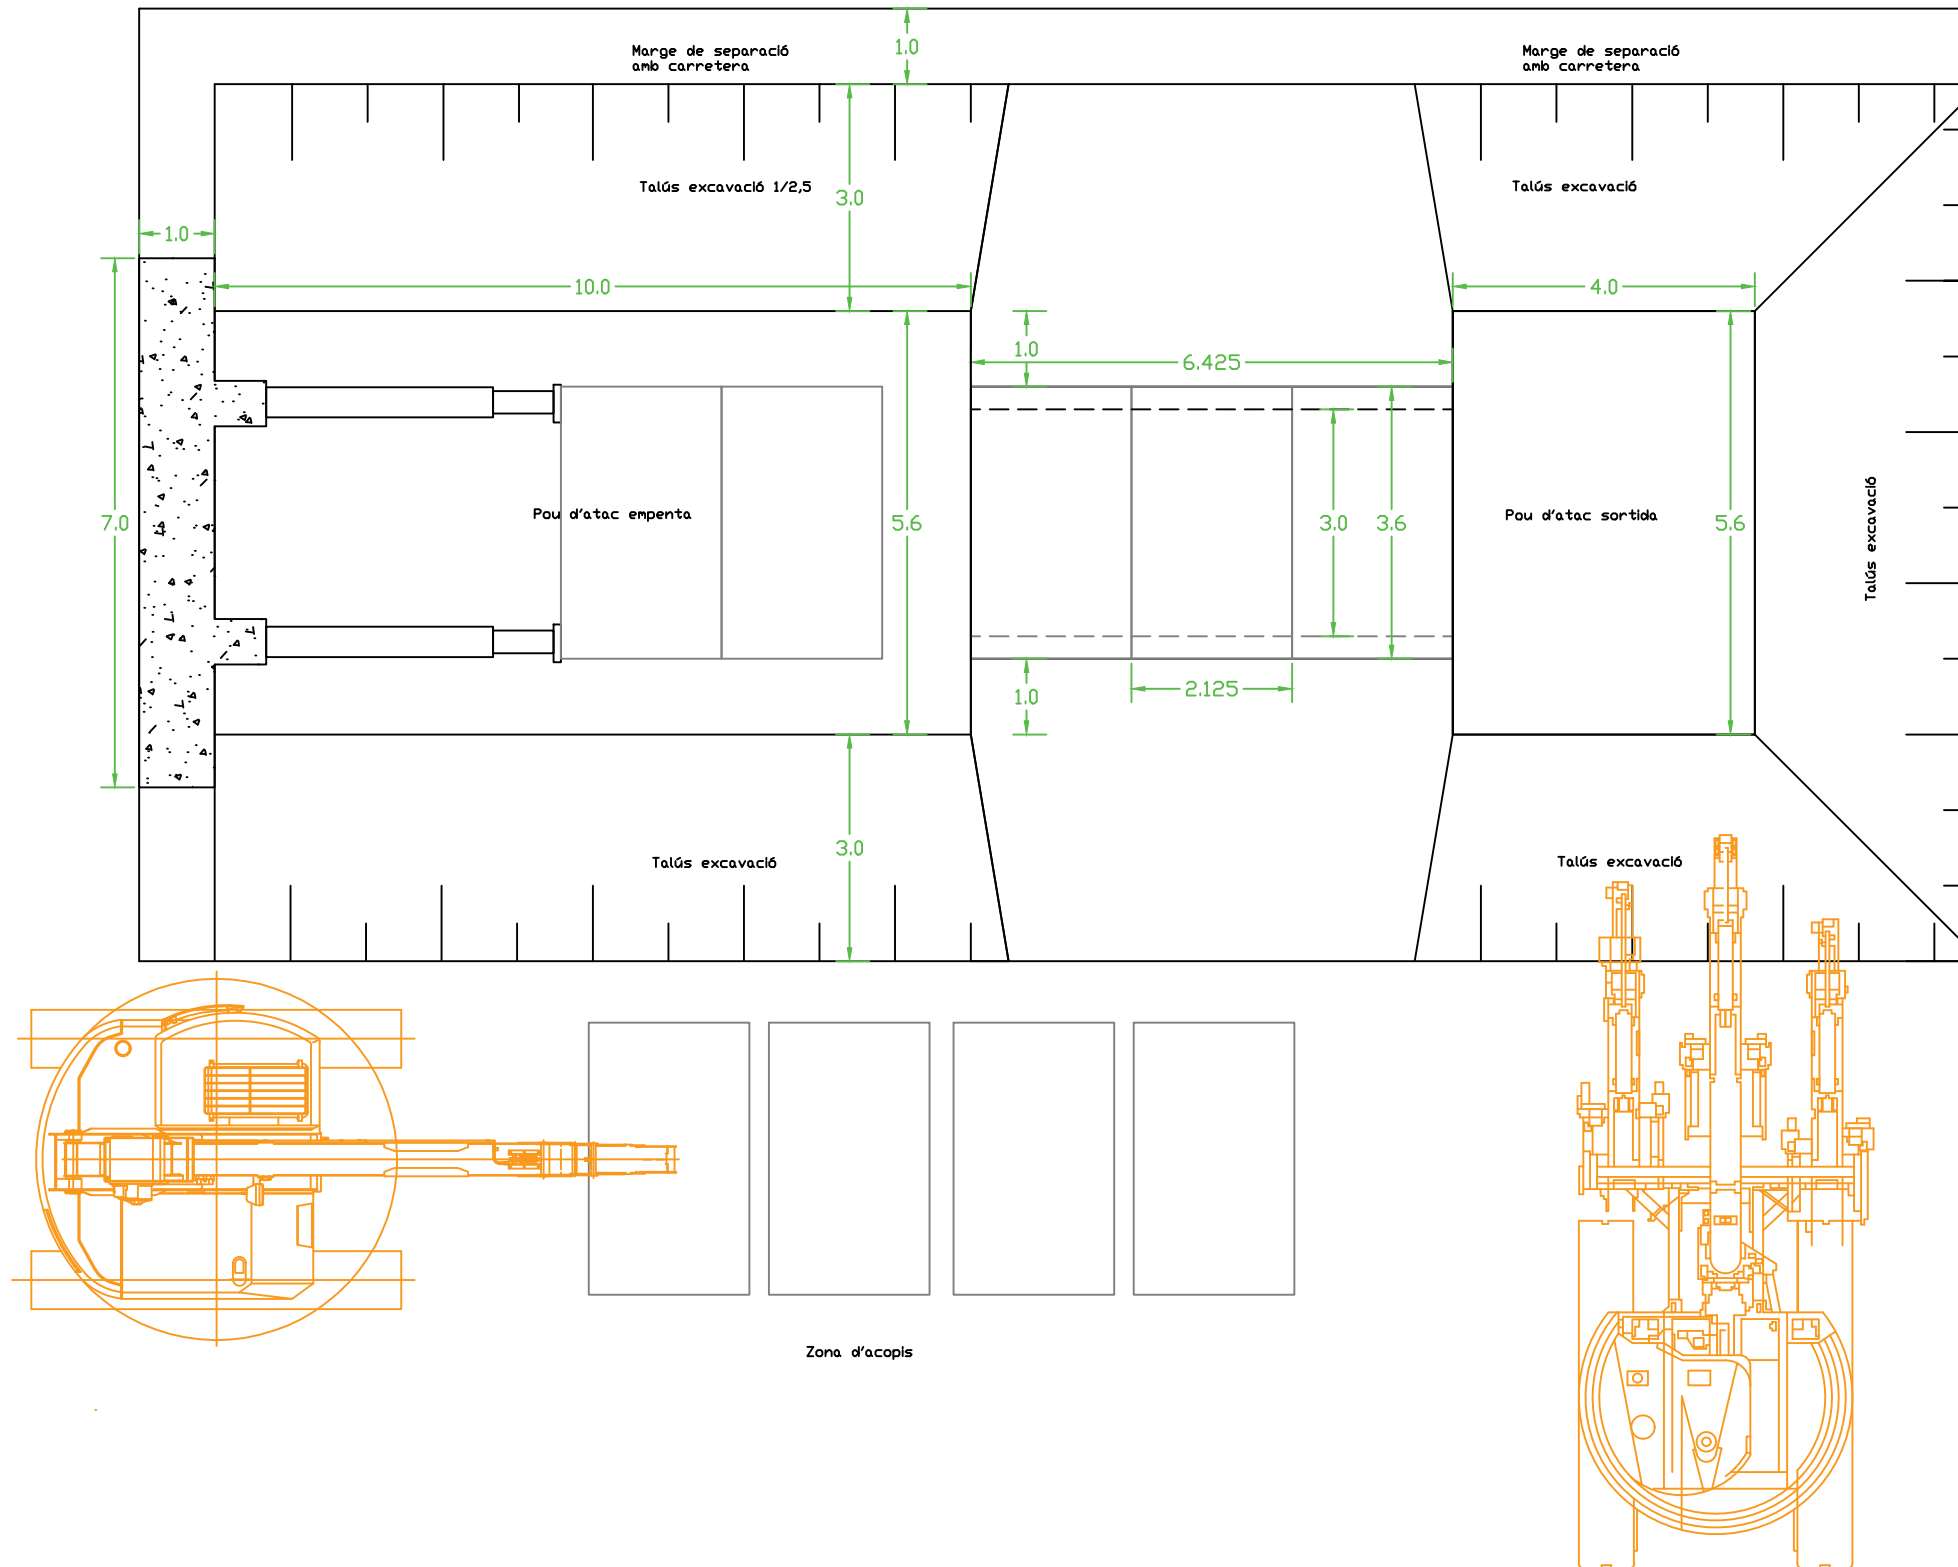 1.0
Marge de separació
amb carretera
Marge de separació
amb carretera
Talús excavació 1/2,5
Talús excavació
3.0
1.0
10.0
4.0
1.0
6.425
Pou d'atac empenta
Pou d'atac sortida
7.0
5.6
3.0
3.6
5.6
Talús excavació
2.125
1.0
3.0
Talús excavació
Talús excavació
Zona d'acopis